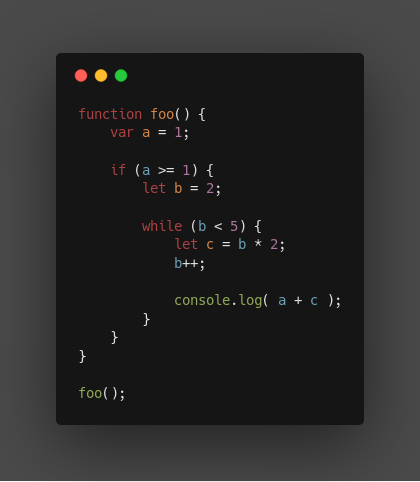 function foo() {
    var a = 1;

    if (a >= 1) {
        let b = 2;

        while (b < 5) {
            let c = b * 2;
            b++;

            console.log( a + c );
        }
    }
}

foo();